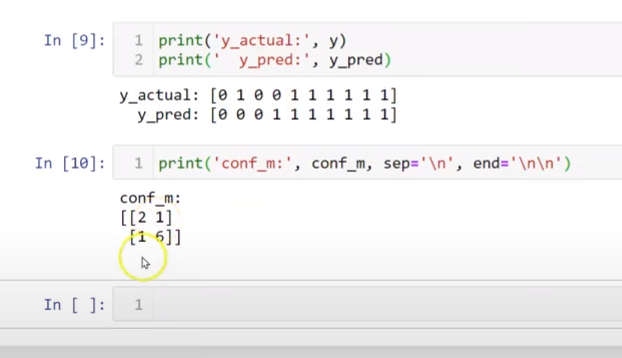 In [9]: 1 print('y_actual:', y)
2 print('  y_pred:', y_pred)
y_actual: [0 1 0 0 1 1 1 1 1 1]
  y_pred: [0 0 0 1 1 1 1 1 1 1]
In [10]: 1 print('conf_m:', conf_m, sep='\n', end='\n\n')
conf_m:
[[2 1]
 [1 6]]
In [ ]: 1